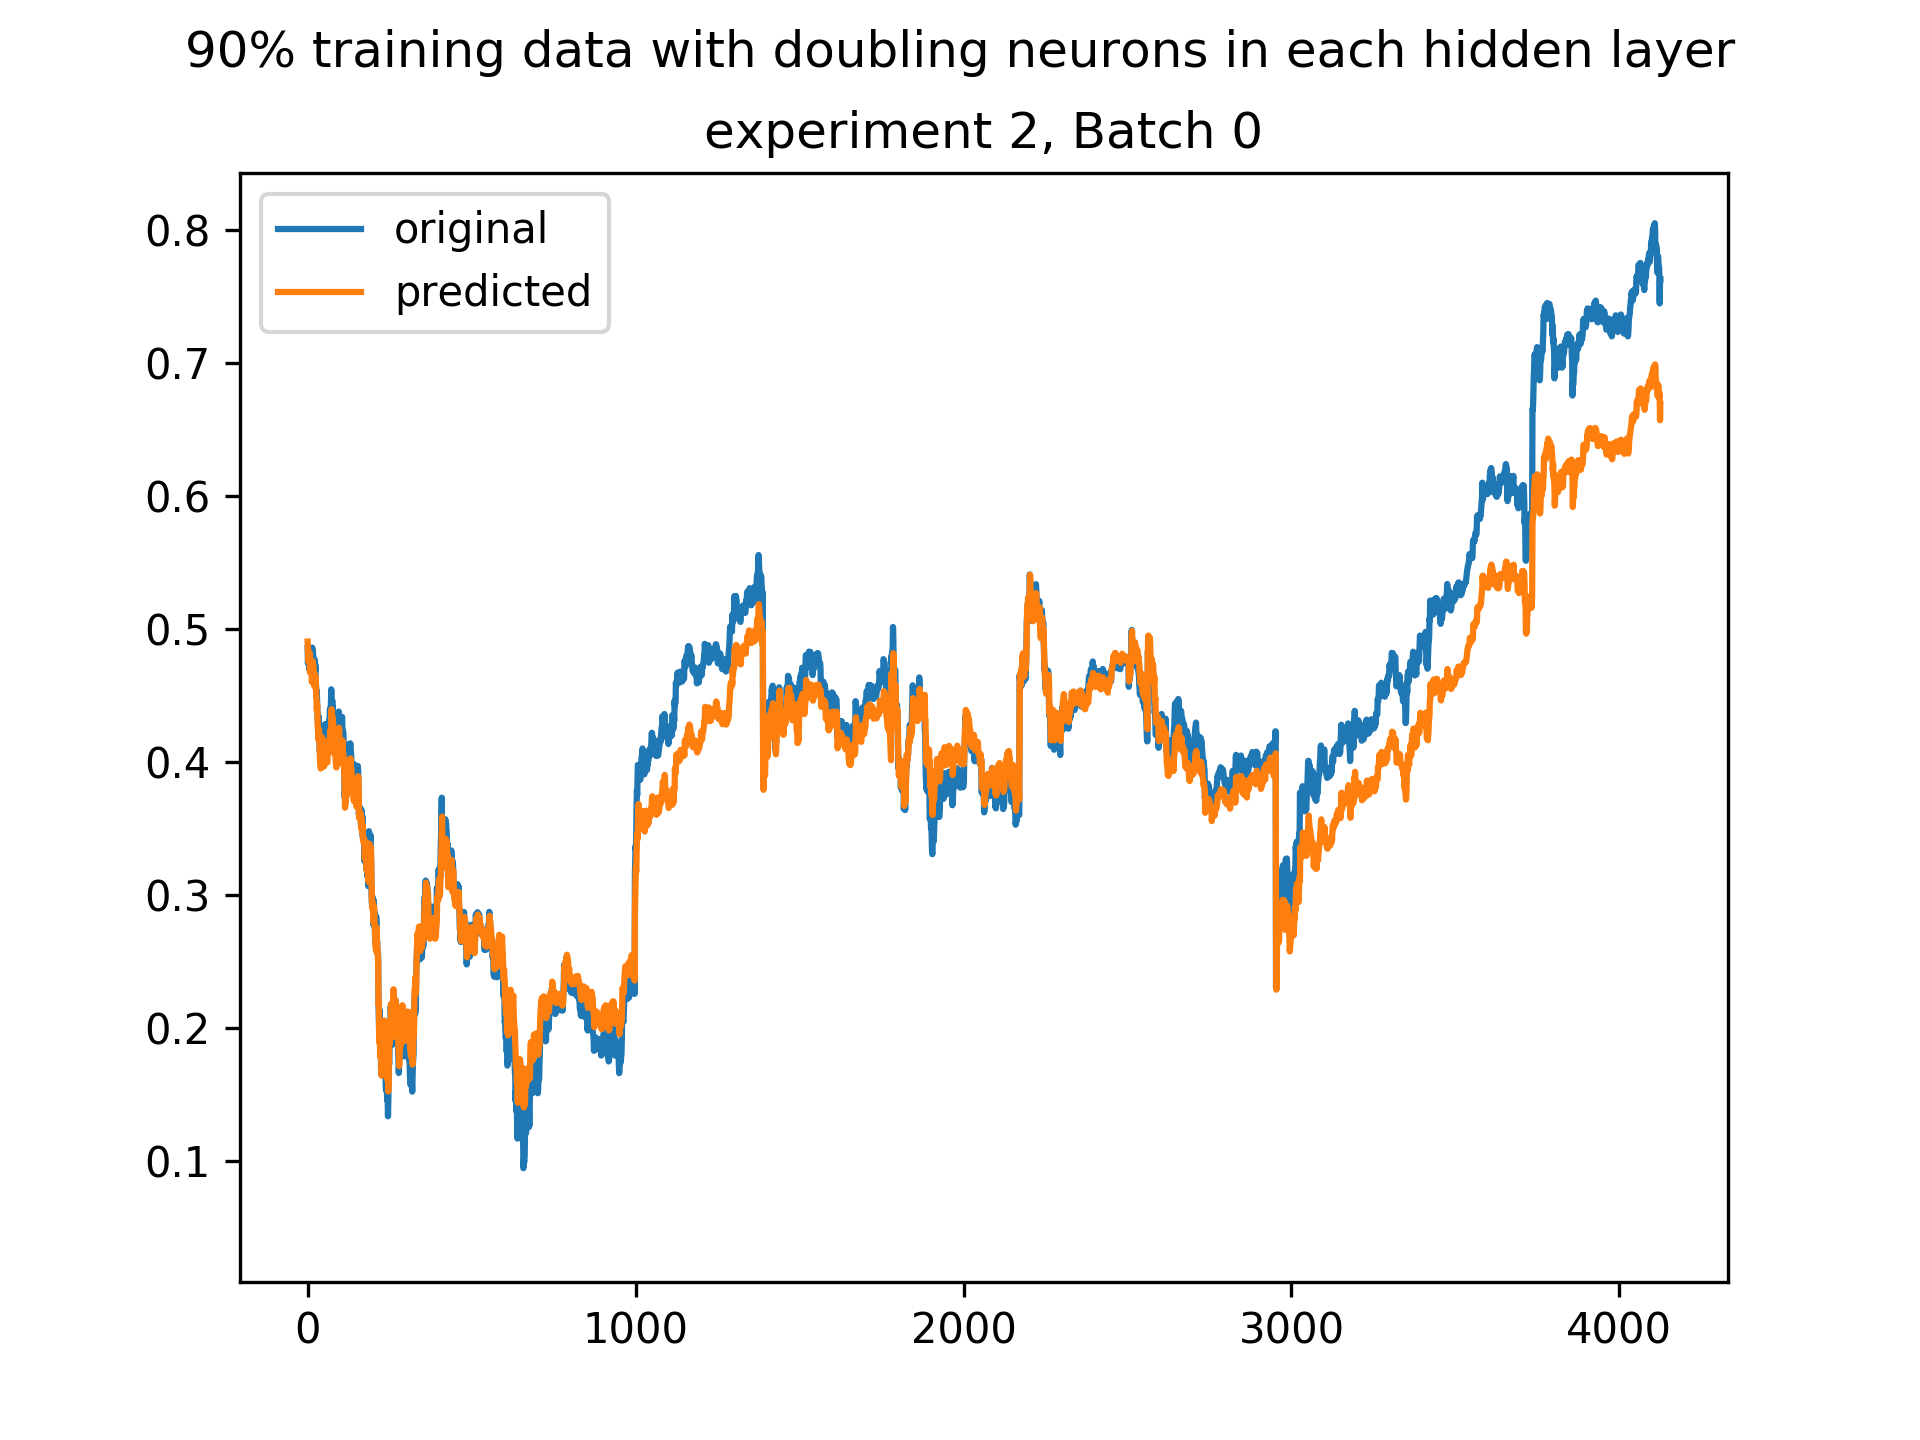 90% training data with doubling neurons in each hidden layer
experiment 2, Batch 0
original
predicted
0.8
0.7
0.6
0.5
0.4
0.3
0.2
0.1
0 1000 2000 3000 4000